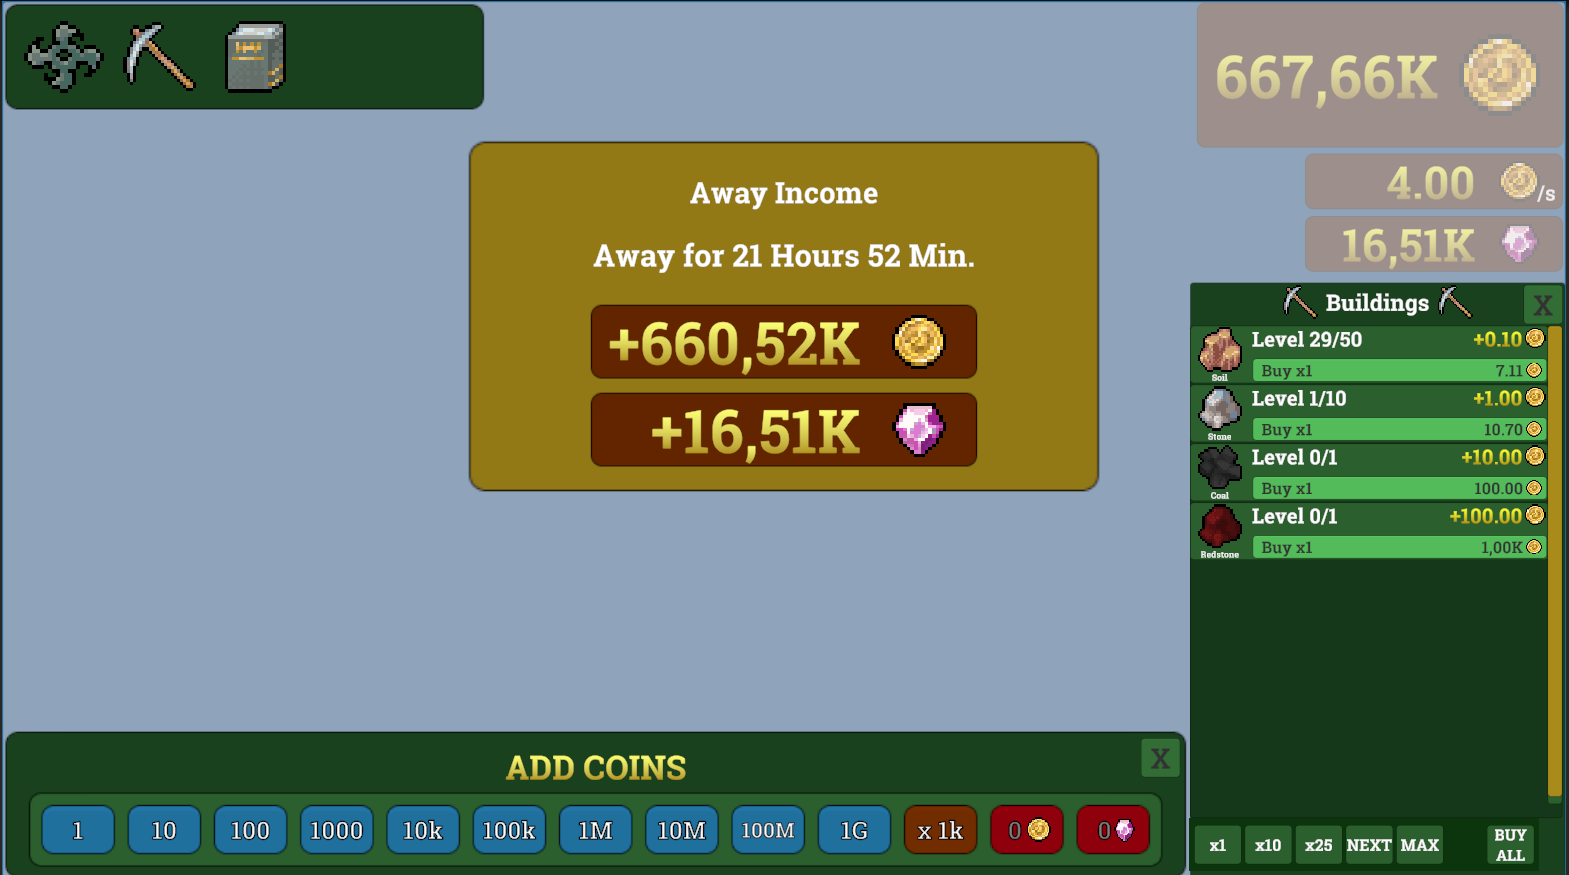 667,66K
4.00 /s
16,51K
Away Income
Away for 21 Hours 52 Min.
+660,52K
+16,51K
Buildings X
Level 29/50 +0.10
Soil
Buy x1 7.11
Level 1/10 +1.00
Stone
Buy x1 10.70
Level 0/1 +10.00
Coal
Buy x1 100.00
Level 0/1 +100.00
Redstone
Buy x1 1,00K
ADD COINS X
1 10 100 1000 10k 100k 1M 10M 100M 1G x 1k 0 0
x1 x10 x25 NEXT MAX
BUY
ALL